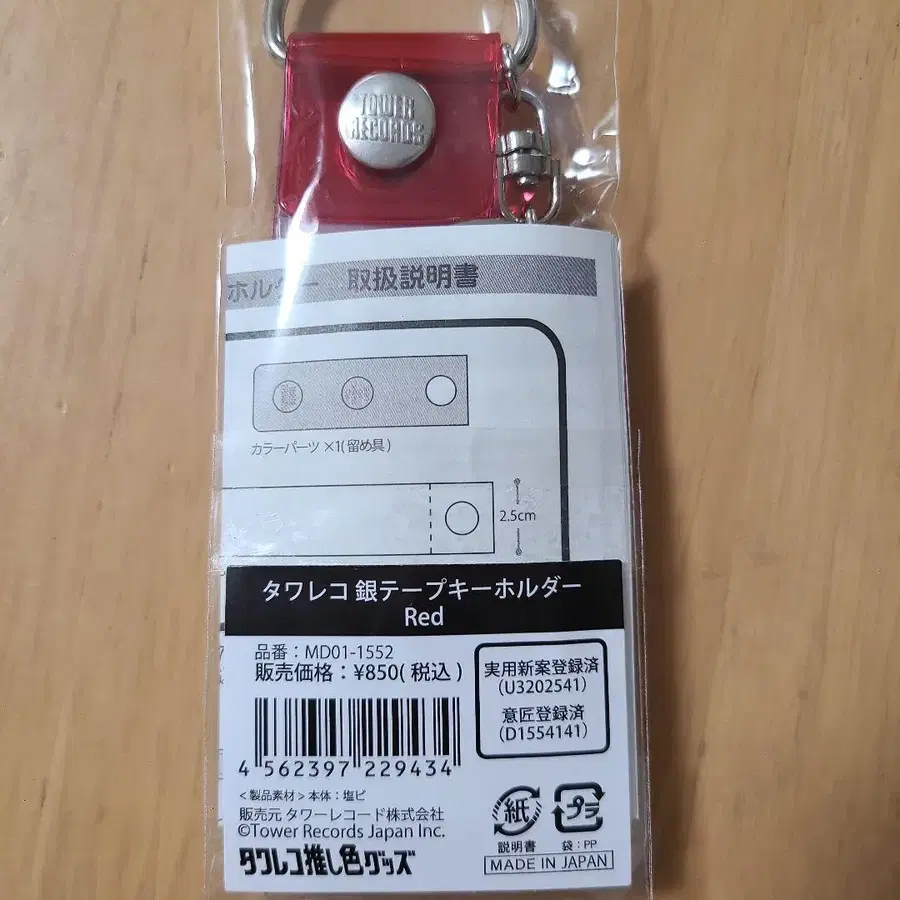 TOWER
RECORDS
ホルダー 取扱説明書
カラーパーツ ×1(留め具)
2.5cm
タワレコ 銀テープキーホルダー
Red
品番：MD01-1552
販売価格：¥850(税込)
実用新案登録済
(U3202541)
意匠登録済
(D1554141)
4 562397 229434
<製品素材>本体：塩ビ
販売元 タワーレコード株式会社
©Tower Records Japan Inc.
タワレコ推し色グッズ
紙
説明書
プラ
袋：PP
MADE IN JAPAN